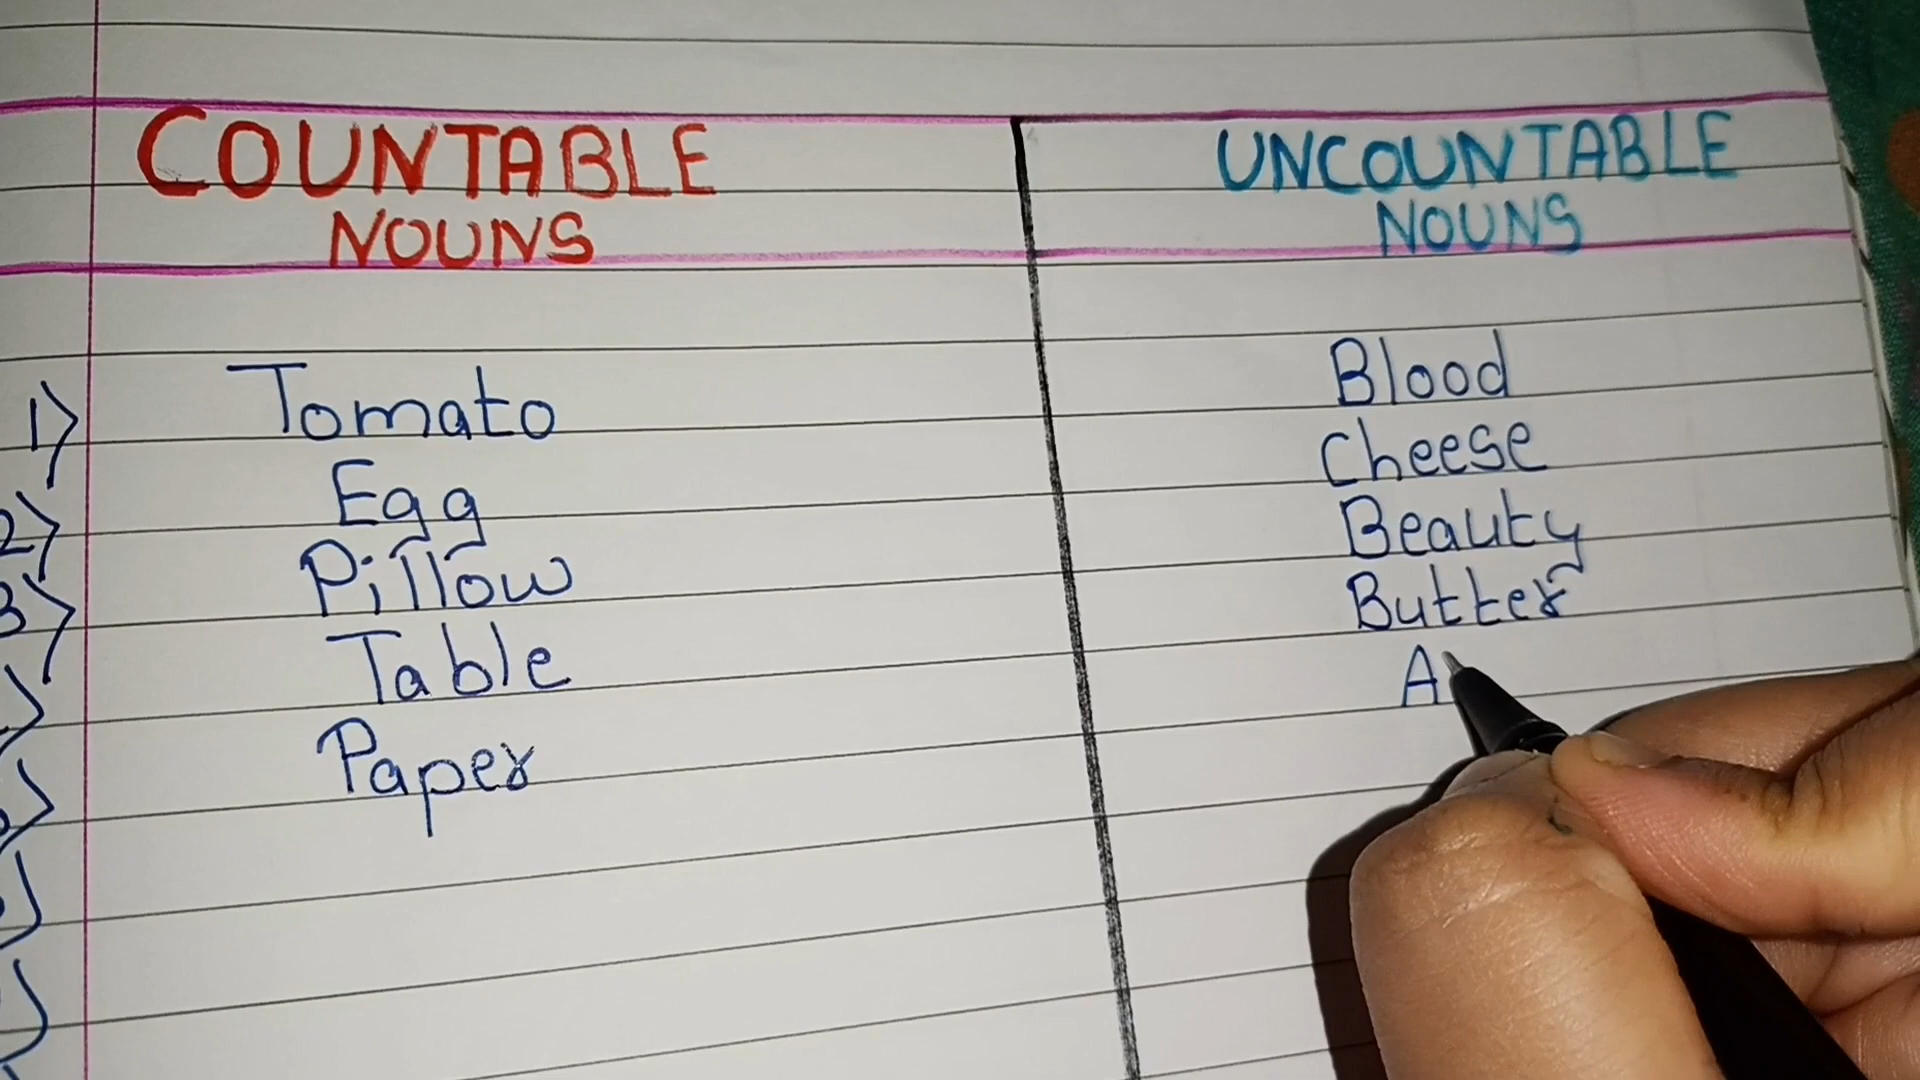 COUNTABLE NOUNS
UNCOUNTABLE NOUNS
1) Tomato Blood
2) Egg Cheese
3) Pillow Beauty
Table Butter
Paper A